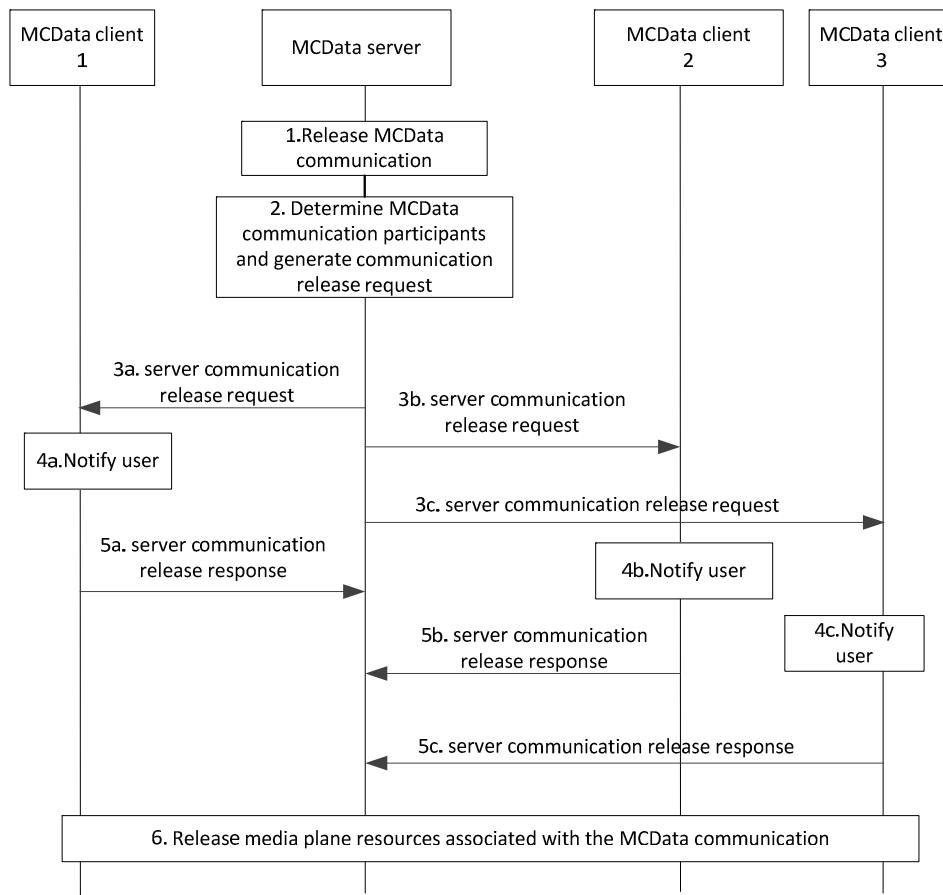 MCData client
1
MCData server
MCData client
2
MCData client
3
1.Release MCData
communication
2. Determine MCData
communication participants
and generate communication
release request
3a. server communication
release request
3b. server communication
release request
4a.Notify user
3c. server communication release request
5a. server communication
release response
4b.Notify user
4c.Notify
user
5b. server communication
release response
5c. server communication release response
6. Release media plane resources associated with the MCData communication